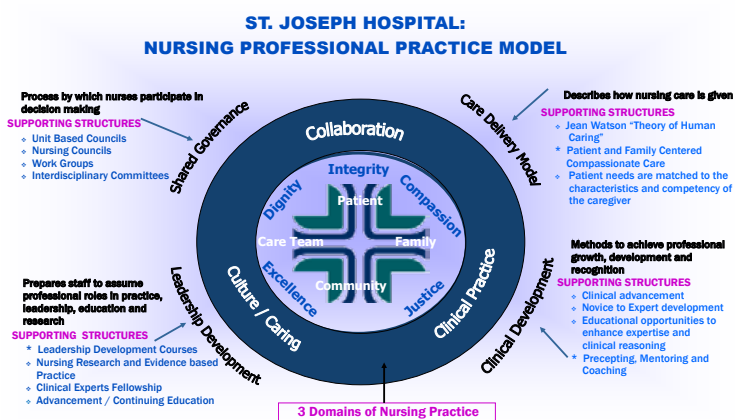 ST. JOSEPH HOSPITAL:
NURSING PROFESSIONAL PRACTICE MODEL
Process by which nurses participate in
decision making
SUPPORTING STRUCTURES
Unit Based Councils
Nursing Councils
Work Groups
Interdisciplinary Committees
Shared Governance
Care Delivery Model
Describes how nursing care is given
SUPPORTING STRUCTURES
Jean Watson "Theory of Human
Caring"
* Patient and Family Centered
Compassionate Care
Patient needs are matched to the
characteristics and competency of
the caregiver
Collaboration
Integrity
Dignity
Compassion
Patient
Care Team
Family
Community
Excellence
Justice
Culture / Caring
Clinical Practice
Prepares staff to assume
professional roles in practice,
leadership, education and
research
SUPPORTING STRUCTURES
* Leadership Development Courses
Nursing Research and Evidence based
Practice
Clinical Experts Fellowship
Advancement / Continuing Education
Leadership Development
Clinical Development
Methods to achieve professional
growth, development and
recognition
SUPPORTING STRUCTURES
Clinical advancement
Novice to Expert development
Educational opportunities to
enhance expertise and
clinical reasoning
* Precepting, Mentoring and
Coaching
3 Domains of Nursing Practice